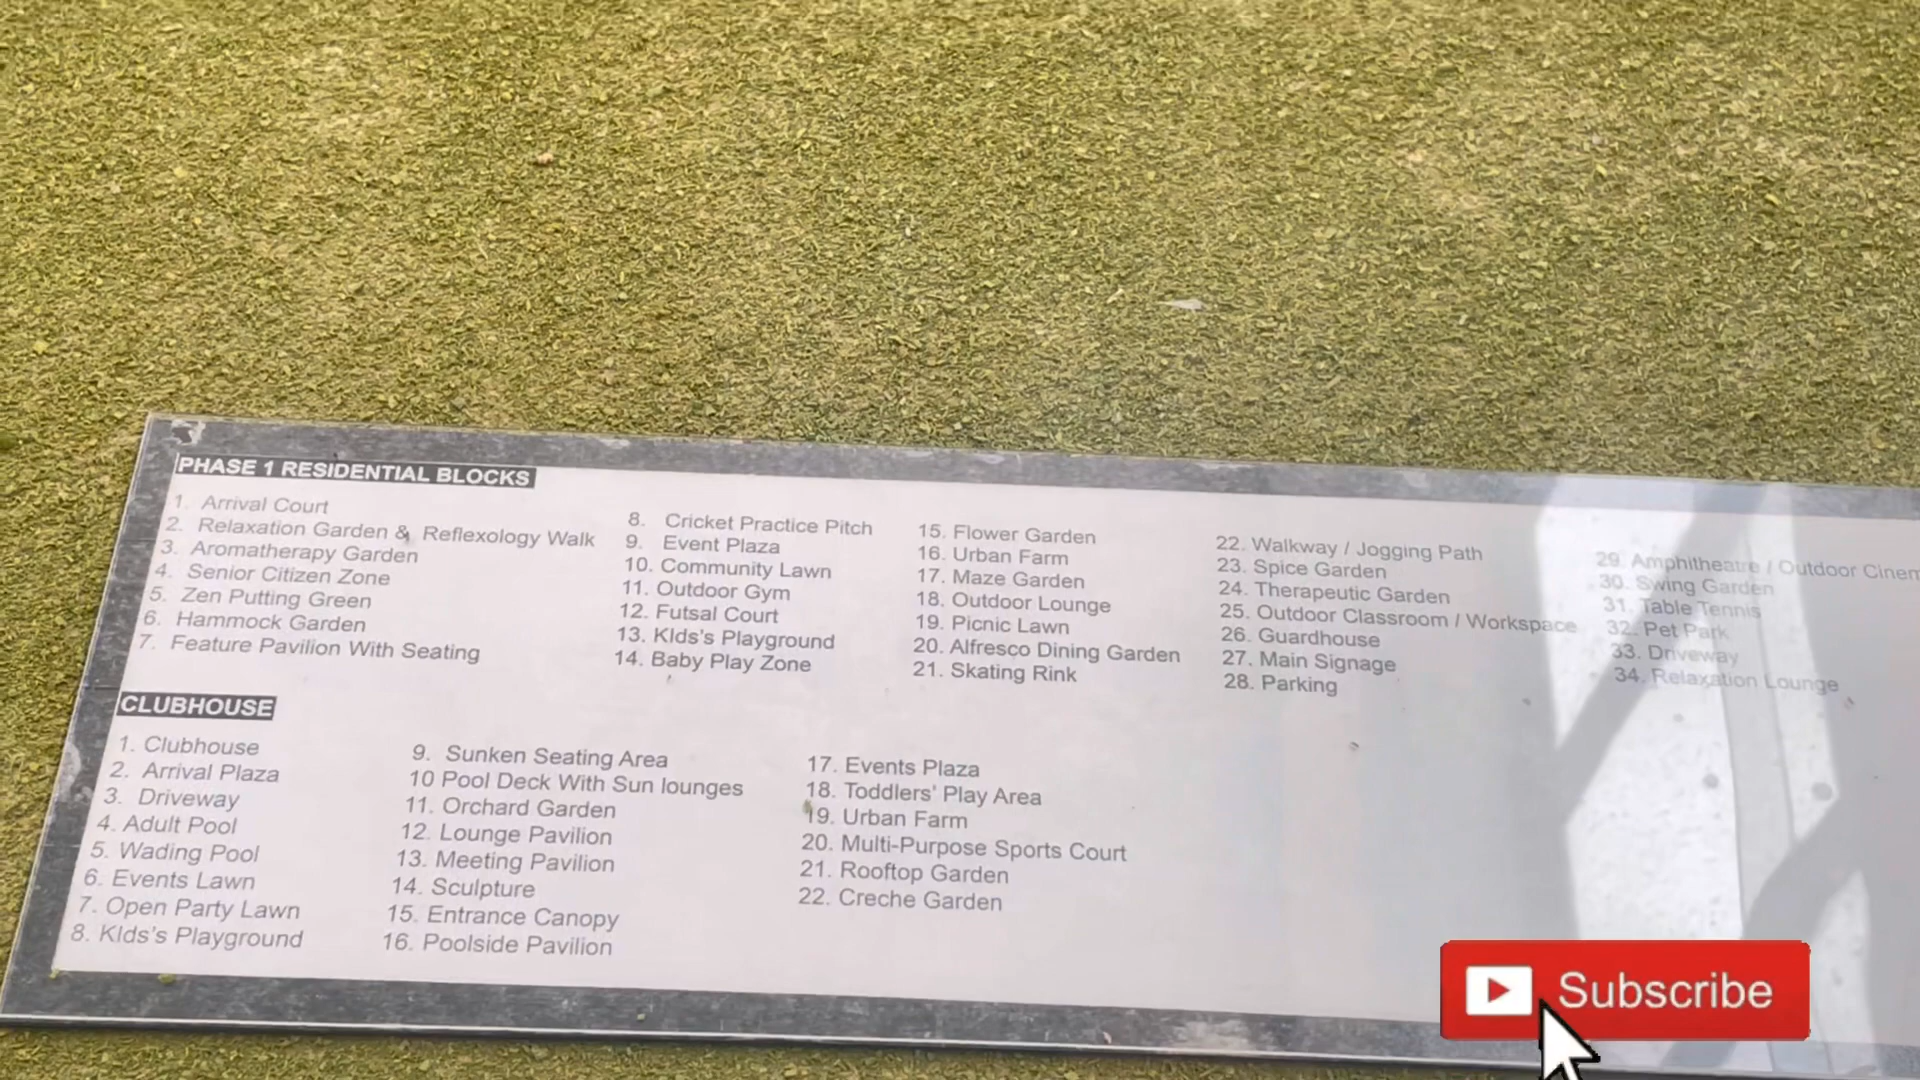 PHASE 1 RESIDENTIAL BLOCKS
1. Arrival Court
2. Relaxation Garden & Reflexology Walk
3. Aromatherapy Garden
4. Senior Citizen Zone
5. Zen Putting Green
6. Hammock Garden
7. Feature Pavilion With Seating
8. Cricket Practice Pitch
9. Event Plaza
10. Community Lawn
11. Outdoor Gym
12. Futsal Court
13. KIds's Playground
14. Baby Play Zone
15. Flower Garden
16. Urban Farm
17. Maze Garden
18. Outdoor Lounge
19. Picnic Lawn
20. Alfresco Dining Garden
21. Skating Rink
22. Walkway / Jogging Path
23. Spice Garden
24. Therapeutic Garden
25. Outdoor Classroom / Workspace
26. Guardhouse
27. Main Signage
28. Parking
29. Amphitheatre / Outdoor
30. Swing Garden
31. Table Tennis
32. Pet Park
33. Driveway
34. Relaxation Lounge
CLUBHOUSE
1. Clubhouse
2. Arrival Plaza
3. Driveway
4. Adult Pool
5. Wading Pool
6. Events Lawn
7. Open Party Lawn
8. KIds's Playground
9. Sunken Seating Area
10 Pool Deck With Sun lounges
11. Orchard Garden
12. Lounge Pavilion
13. Meeting Pavilion
14. Sculpture
15. Entrance Canopy
16. Poolside Pavilion
17. Events Plaza
18. Toddlers' Play Area
19. Urban Farm
20. Multi-Purpose Sports Court
21. Rooftop Garden
22. Creche Garden
Subscribe